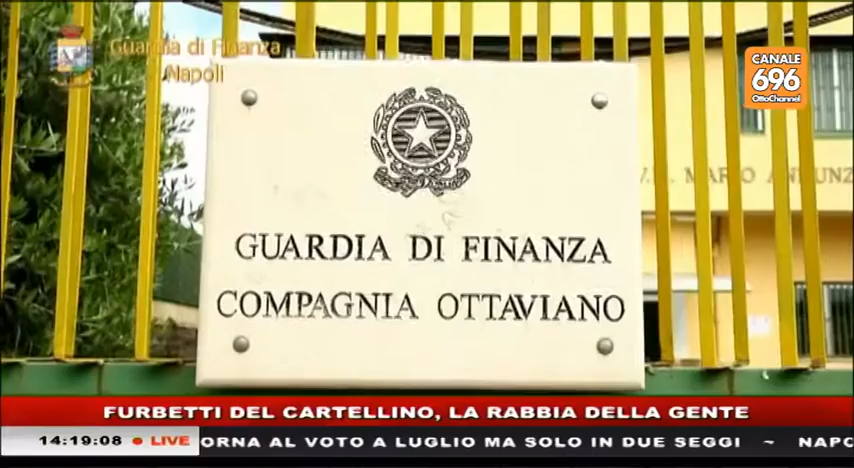 Guardia di Finanza
Napoli
CANALE
696
OttoChannel
GUARDIA DI FINANZA
COMPAGNIA OTTAVIANO
FURBETTI DEL CARTELLINO, LA RABBIA DELLA GENTE
14:19:08 LIVE ORNA AL VOTO A LUGLIO MA SOLO IN DUE SEGGI ~ NAPO